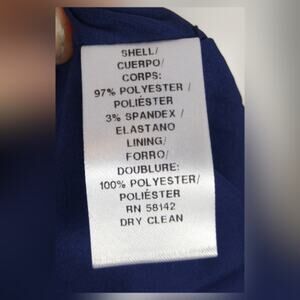 SHELL/
CUERPO/
CORPS:
97% POLYESTER /
POLIÉSTER
3% SPANDEX /
ELASTANO
LINING/
FORRO/
DOUBLURE:
100% POLYESTER/
POLIÉSTER
RN 58142
DRY CLEAN